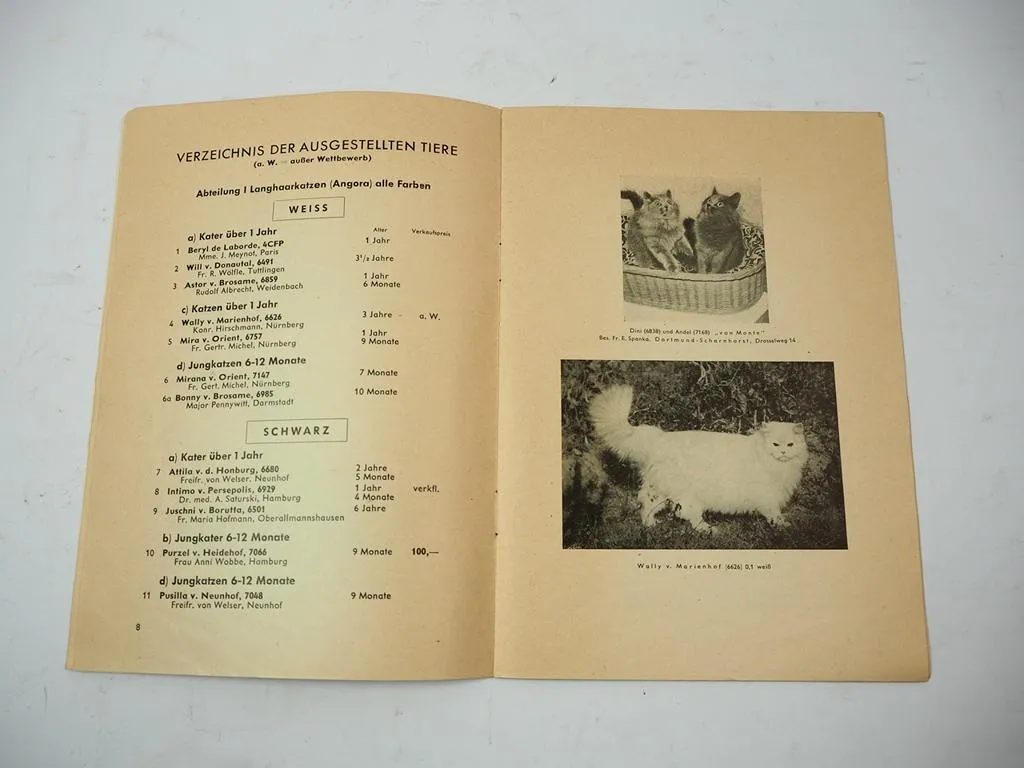 VERZEICHNIS DER AUSGESTELLTEN TIERE
(a. W. = außer Wettbewerb)
Abteilung I Langhaarkatzen (Angora) alle Farben
WEISS
a) Kater über 1 Jahr Alter Verkaufspreis
1 Beryl de Laborde, 4CFP 1 Jahr
Mme. J. Meynot, Paris
2 Will v. Donautal, 6491 3½ Jahre
Fr. R. Wölfle, Tuttlingen
3 Astor v. Brosame, 6859 1 Jahr
Rudolf Albrecht, Weidenbach 6 Monate
c) Katzen über 1 Jahr
4 Wally v. Marienhof, 6626 3 Jahre – a. W.
Konr. Hirschmann, Nürnberg
5 Mira v. Orient, 6757 1 Jahr
Fr. Gertr. Michel, Nürnberg 9 Monate
d) Jungkatzen 6-12 Monate
6 Mirana v. Orient, 7147 7 Monate
Fr. Gert. Michel, Nürnberg
6a Bonny v. Brosame, 6985 10 Monate
Major Pennywitt, Darmstadt
SCHWARZ
a) Kater über 1 Jahr
7 Attila v. d. Honburg, 6680 2 Jahre
Freifr. von Welser, Neunhof 5 Monate
8 Intimo v. Persepolis, 6929 1 Jahr verkfl.
Dr. med. A. Saturski, Hamburg 4 Monate
9 Juschni v. Borutta, 6501 6 Jahre
Fr. Maria Hofmann, Oberallmannshausen
b) Jungkater 6-12 Monate
10 Purzel v. Heidehof, 7066 9 Monate 100,—
Frau Anni Wobbe, Hamburg
d) Jungkatzen 6-12 Monate
11 Pusilla v. Neunhof, 7048 9 Monate
Freifr. von Welser, Neunhof
8
Dini (6838) und Andel (7168) „von Monte"
Bes. Fr. E. Spanka, Dortmund-Scharnhorst, Drosselweg 14
Wally v. Marienhof (6626) 0,1 weiß